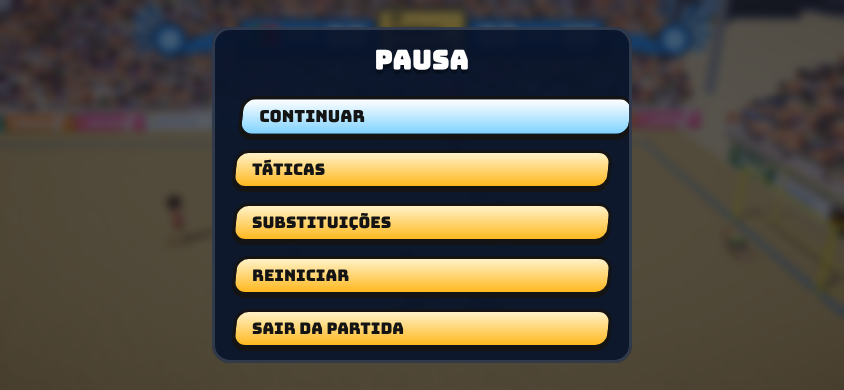 PAUSA
CONTINUAR
TÁTICAS
SUBSTITUIÇÕES
REINICIAR
SAIR DA PARTIDA